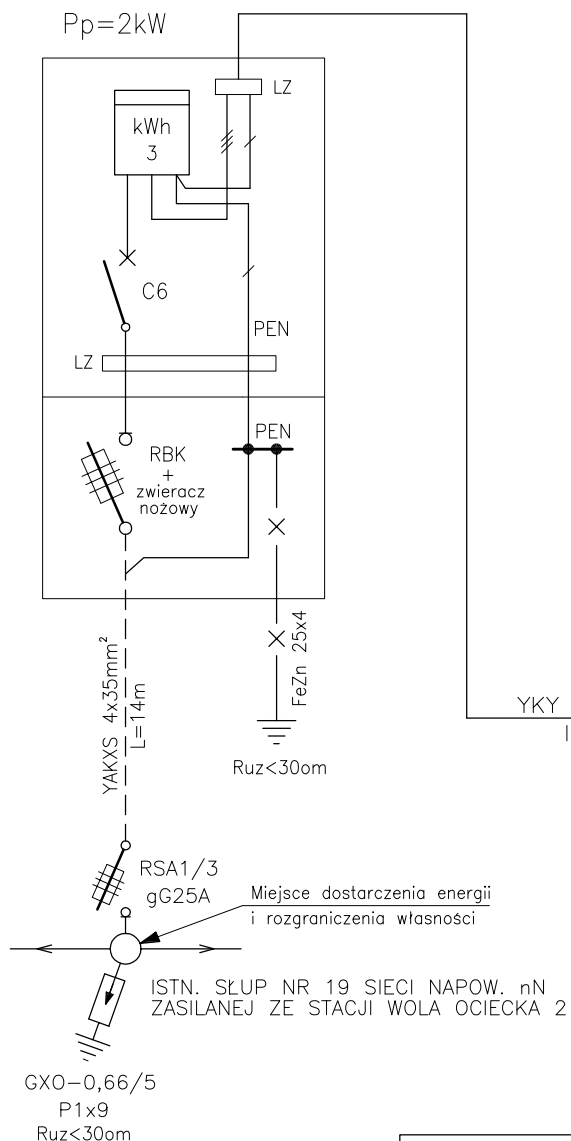 Pp=2kW
LZ
kWh
3
C6
PEN
LZ
PEN
RBK
+
zwieracz
nożowy
YAKXS 4x35mm²
L=14m
FeZn 25x4
YKY
Ruz<30om
RSA1/3
gG25A
Miejsce dostarczenia energii
i rozgraniczenia własności
ISTN. SŁUP NR 19 SIECI NAPOW. nN
ZASILANEJ ZE STACJI WOLA OCIECKA 2
GXO-0,66/5
P1x9
Ruz<30om